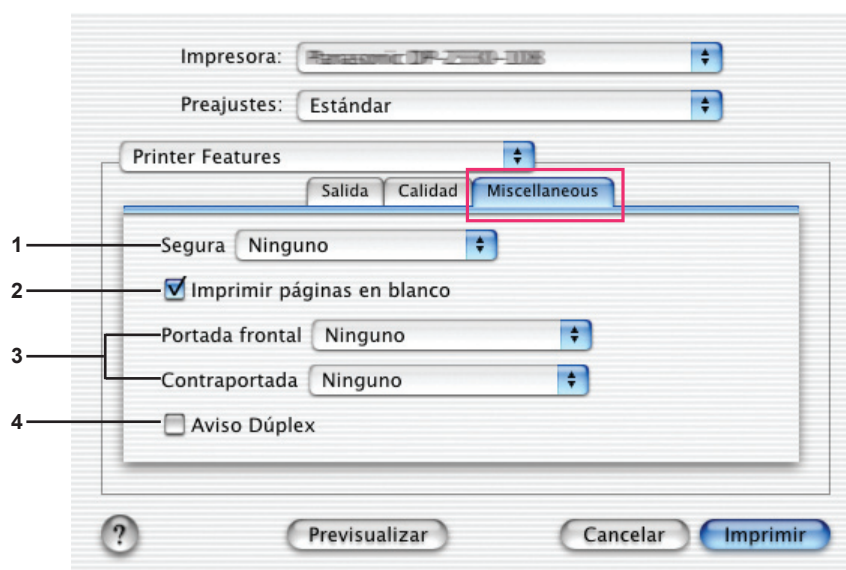 Impresora:
Preajustes: Estándar
Printer Features
Salida Calidad Miscellaneous
1 Segura Ninguno
2 Imprimir páginas en blanco
3 Portada frontal Ninguno
Contraportada Ninguno
4 Aviso Dúplex
? Previsualizar Cancelar Imprimir